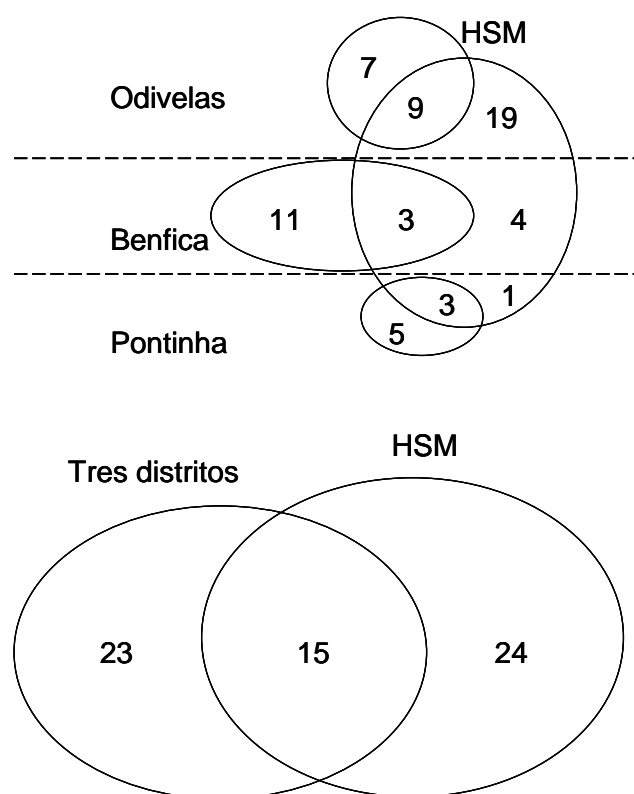 HSM
7
Odivelas
9
19
11
3
4
Benfica
3
1
5
Pontinha
HSM
Tres distritos
23
15
24